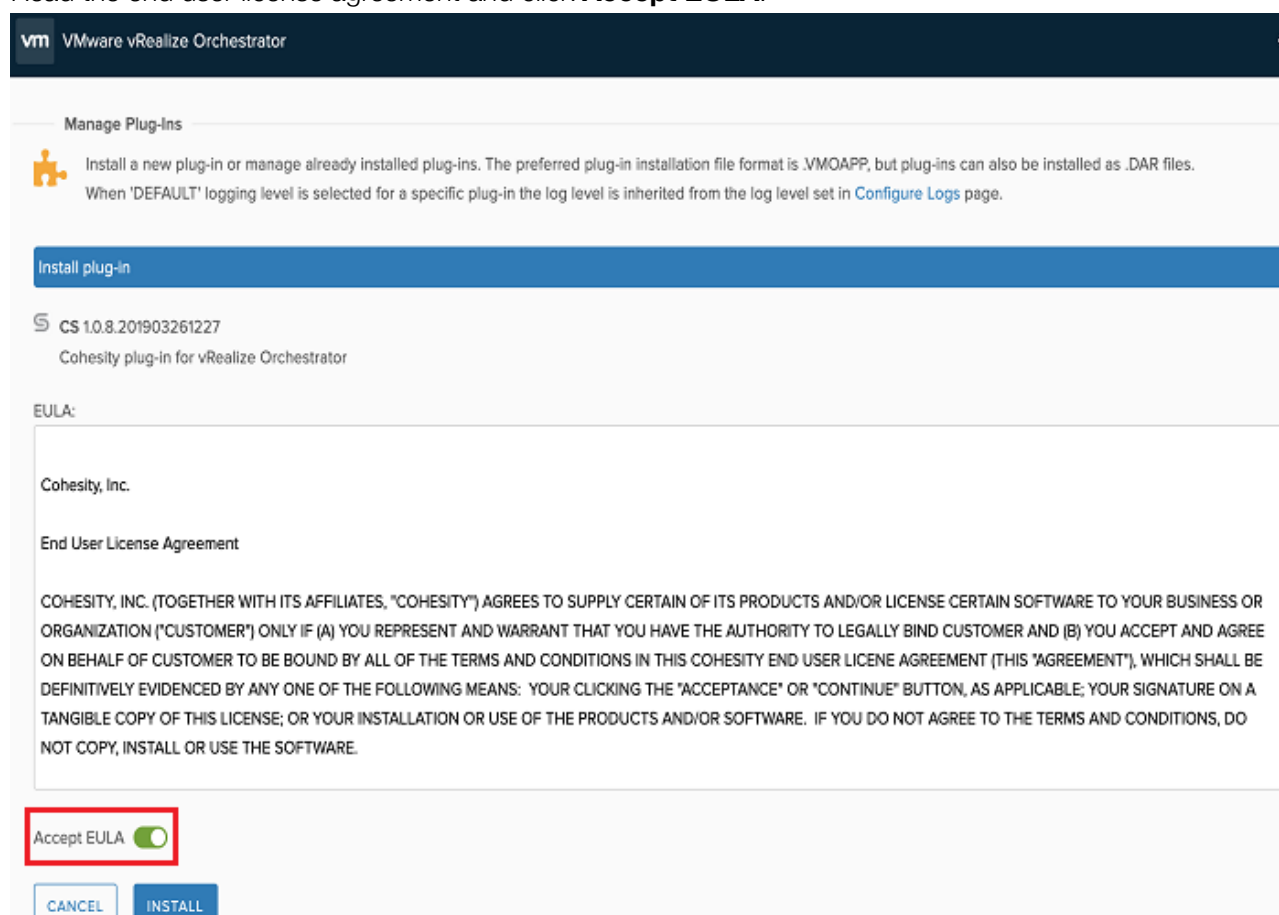 Read the end user license agreement and click Accept EULA.
vm VMware vRealize Orchestrator
Manage Plug-Ins
Install a new plug-in or manage already installed plug-ins. The preferred plug-in installation file format is .VMOAPP, but plug-ins can also be installed as .DAR files.
When 'DEFAULT' logging level is selected for a specific plug-in the log level is inherited from the log level set in Configure Logs page.
Install plug-in
CS 1.0.8.201903261227
Cohesity plug-in for vRealize Orchestrator
EULA:
Cohesity, Inc.
End User License Agreement
COHESITY, INC. (TOGETHER WITH ITS AFFILIATES, "COHESITY") AGREES TO SUPPLY CERTAIN OF ITS PRODUCTS AND/OR LICENSE CERTAIN SOFTWARE TO YOUR BUSINESS OR
ORGANIZATION ("CUSTOMER") ONLY IF (A) YOU REPRESENT AND WARRANT THAT YOU HAVE THE AUTHORITY TO LEGALLY BIND CUSTOMER AND (B) YOU ACCEPT AND AGREE
ON BEHALF OF CUSTOMER TO BE BOUND BY ALL OF THE TERMS AND CONDITIONS IN THIS COHESITY END USER LICENE AGREEMENT (THIS "AGREEMENT"), WHICH SHALL BE
DEFINITIVELY EVIDENCED BY ANY ONE OF THE FOLLOWING MEANS:  YOUR CLICKING THE "ACCEPTANCE" OR "CONTINUE" BUTTON, AS APPLICABLE; YOUR SIGNATURE ON A
TANGIBLE COPY OF THIS LICENSE; OR YOUR INSTALLATION OR USE OF THE PRODUCTS AND/OR SOFTWARE.  IF YOU DO NOT AGREE TO THE TERMS AND CONDITIONS, DO
NOT COPY, INSTALL OR USE THE SOFTWARE.
Accept EULA
CANCEL INSTALL